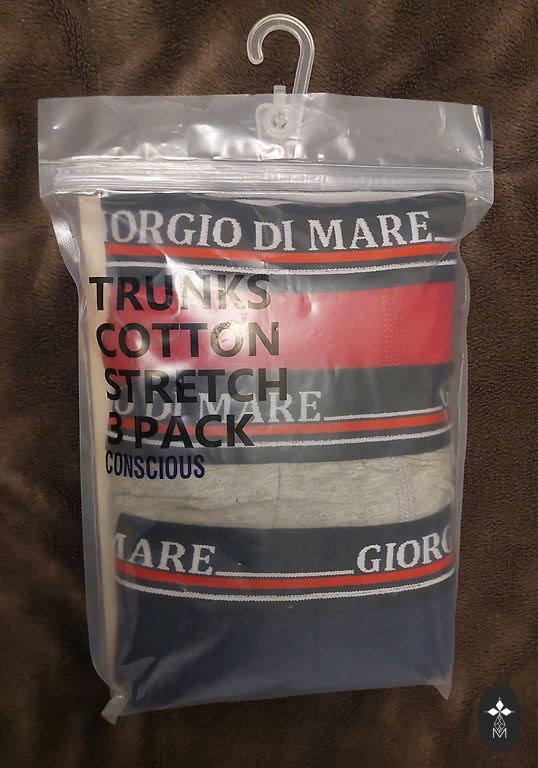 IORGIO DI MARE
TRUNKS
COTTON
STRETCH
3 PACK
CONSCIOUS
O DI MARE G
MARE GIORG
M